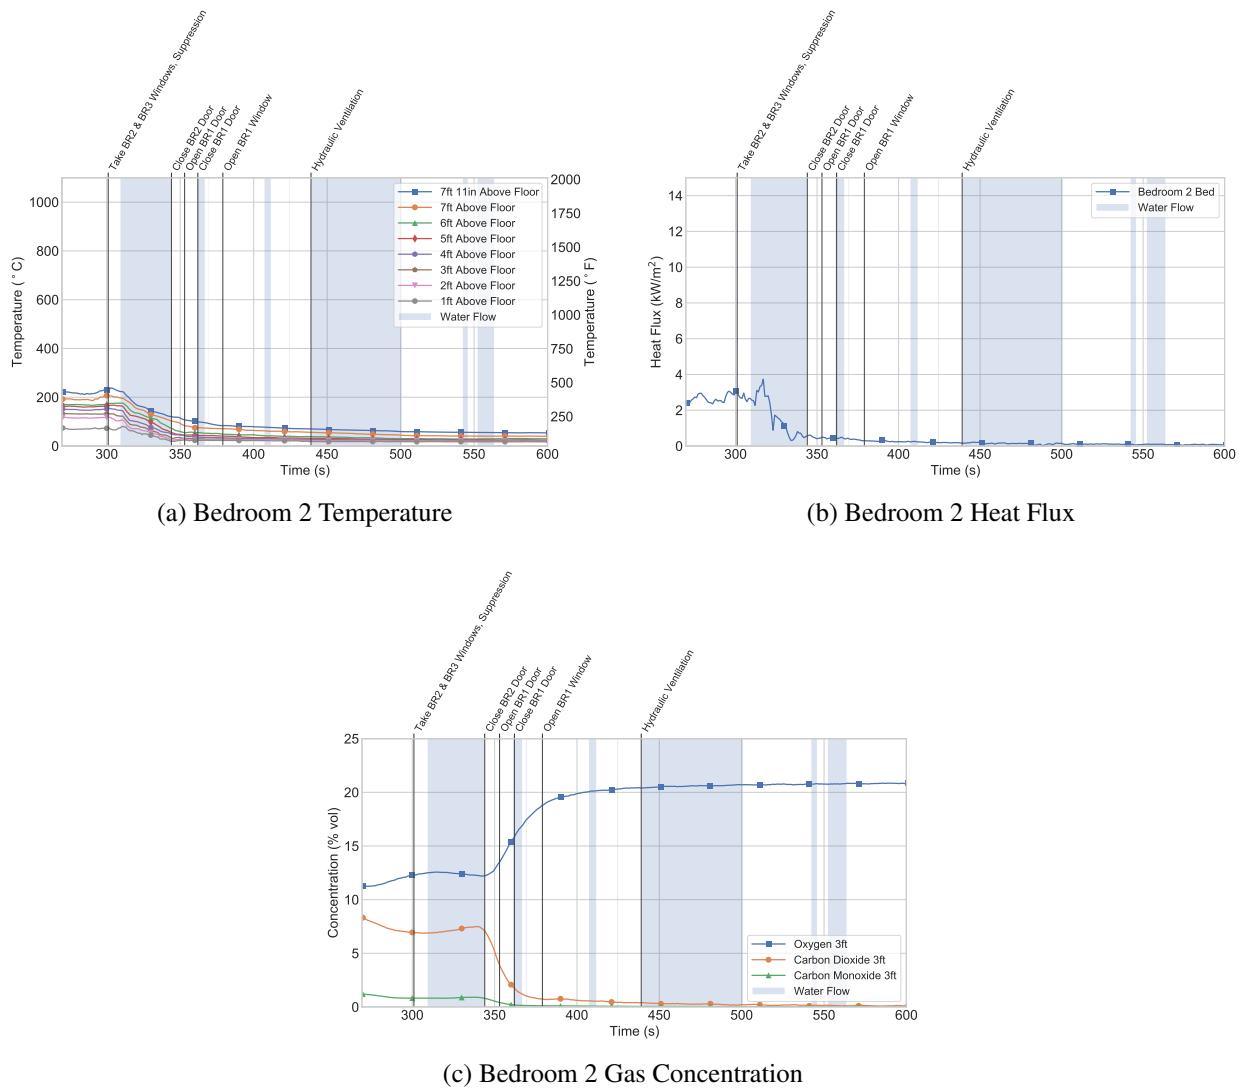 Take BR2 & BR3 Windows, Suppression
Close BR2 Door
Open BR1 Door
Close BR1 Door
Open BR1 Window
Hydraulic Ventilation
1000
800
600
400
200
0
Temperature (°C)
2000
1750
1500
1250
1000
750
500
250
Temperature (°F)
7ft 11in Above Floor
7ft Above Floor
6ft Above Floor
5ft Above Floor
4ft Above Floor
3ft Above Floor
2ft Above Floor
1ft Above Floor
Water Flow
300 350 400 450 500 550 600
Time (s)
(a) Bedroom 2 Temperature
Take BR2 & BR3 Windows, Suppression
Close BR2 Door
Open BR1 Door
Close BR1 Door
Open BR1 Window
Hydraulic Ventilation
14
12
10
8
6
4
2
0
Heat Flux (kW/m²)
Bedroom 2 Bed
Water Flow
300 350 400 450 500 550 600
Time (s)
(b) Bedroom 2 Heat Flux
Take BR2 & BR3 Windows, Suppression
Close BR2 Door
Open BR1 Door
Close BR1 Door
Open BR1 Window
Hydraulic Ventilation
25
20
15
10
5
0
Concentration (% vol)
Oxygen 3ft
Carbon Dioxide 3ft
Carbon Monoxide 3ft
Water Flow
300 350 400 450 500 550 600
Time (s)
(c) Bedroom 2 Gas Concentration